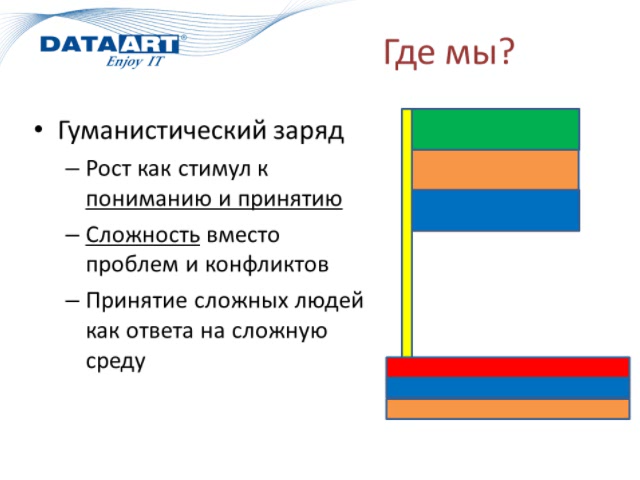 DATAART®
Enjoy IT
Где мы?
• Гуманистический заряд
– Рост как стимул к
пониманию и принятию
– Сложность вместо
проблем и конфликтов
– Принятие сложных людей
как ответа на сложную
среду